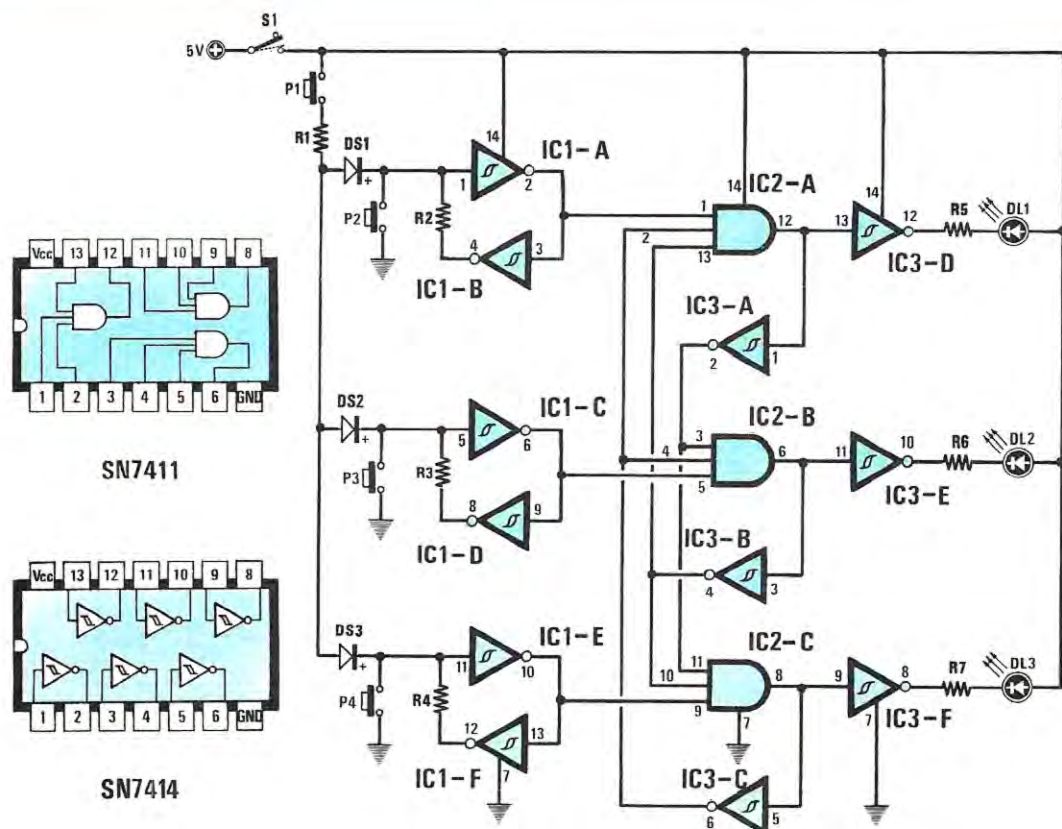 S1
5V
P1
R1
DS1
+
14
IC1-A
1
2
P2
R2
4
3
IC1-B
14
IC2-A
1
2
13
12
14
13
12
R5
DL1
IC3-D
IC3-A
2
1
Vcc 13 12 11 10 9 8
1 2 3 4 5 6 GND
SN7411
DS2
+
5
6
IC1-C
P3
R3
8
9
IC1-D
IC2-B
3
4
5
6
11
10
R6
DL2
IC3-E
IC3-B
4
3
Vcc 13 12 11 10 9 8
1 2 3 4 5 6 GND
SN7414
DS3
+
11
10
IC1-E
P4
R4
12
13
7
IC1-F
IC2-C
11
10
9
8
7
9
8
7
R7
DL3
IC3-F
IC3-C
6
5